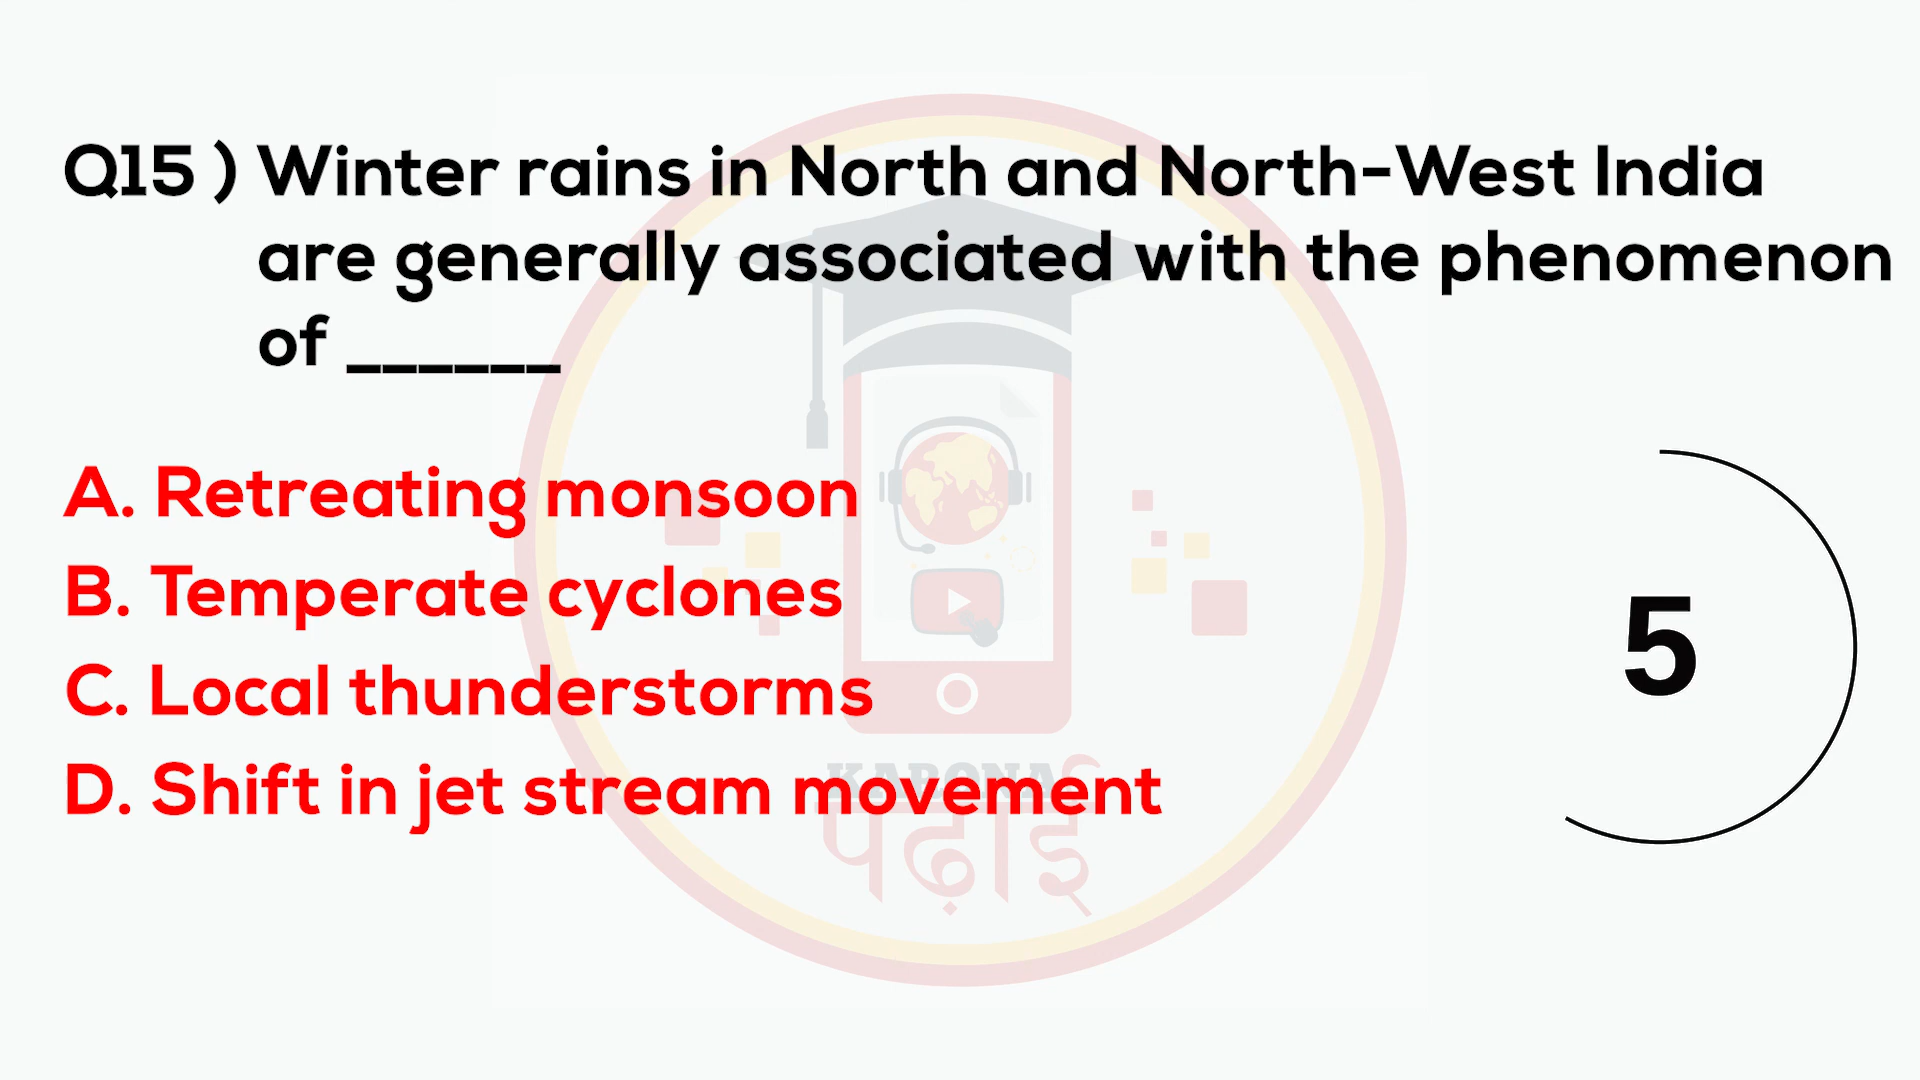 Q15 ) Winter rains in North and North-West India
are generally associated with the phenomenon
of ______
A. Retreating monsoon
B. Temperate cyclones
C. Local thunderstorms
D. Shift in jet stream movement
5
KARONA
पढ़ाई